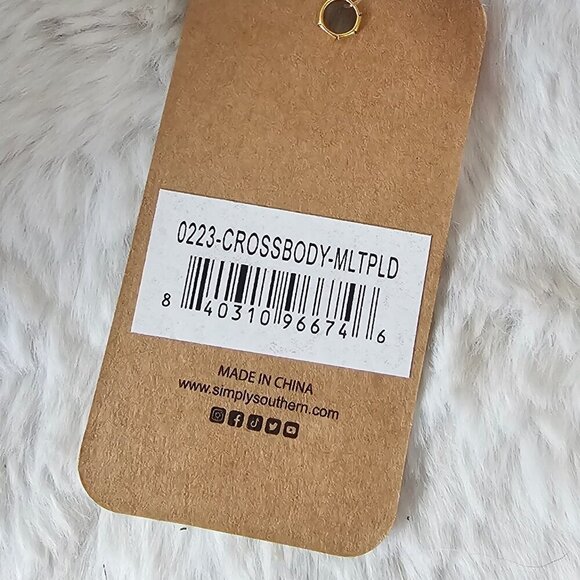 0223-CROSSBODY-MLTPLD
8 40310 96674 6
MADE IN CHINA
www.simplysouthern.com